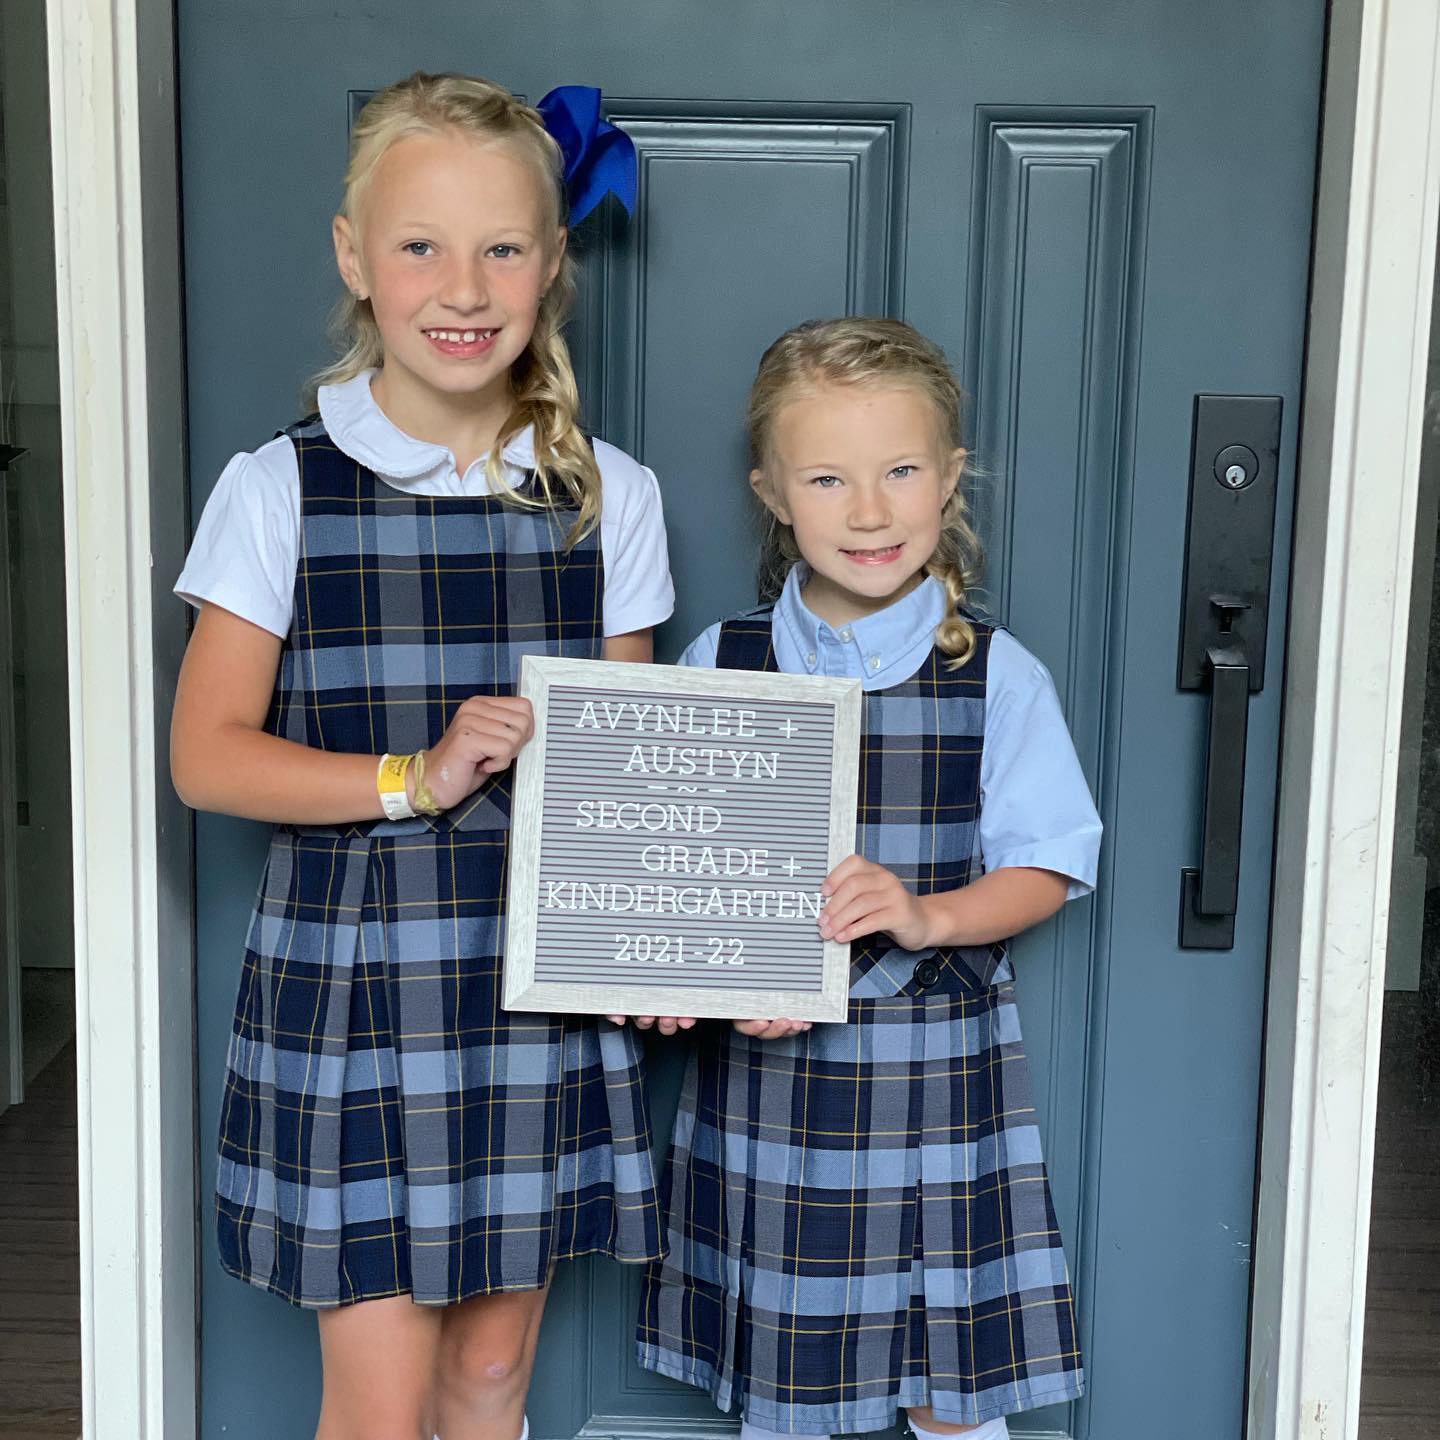 AVYNLEE +
AUSTYN
– ~ –
SECOND
GRADE +
KINDERGARTEN
2021-22